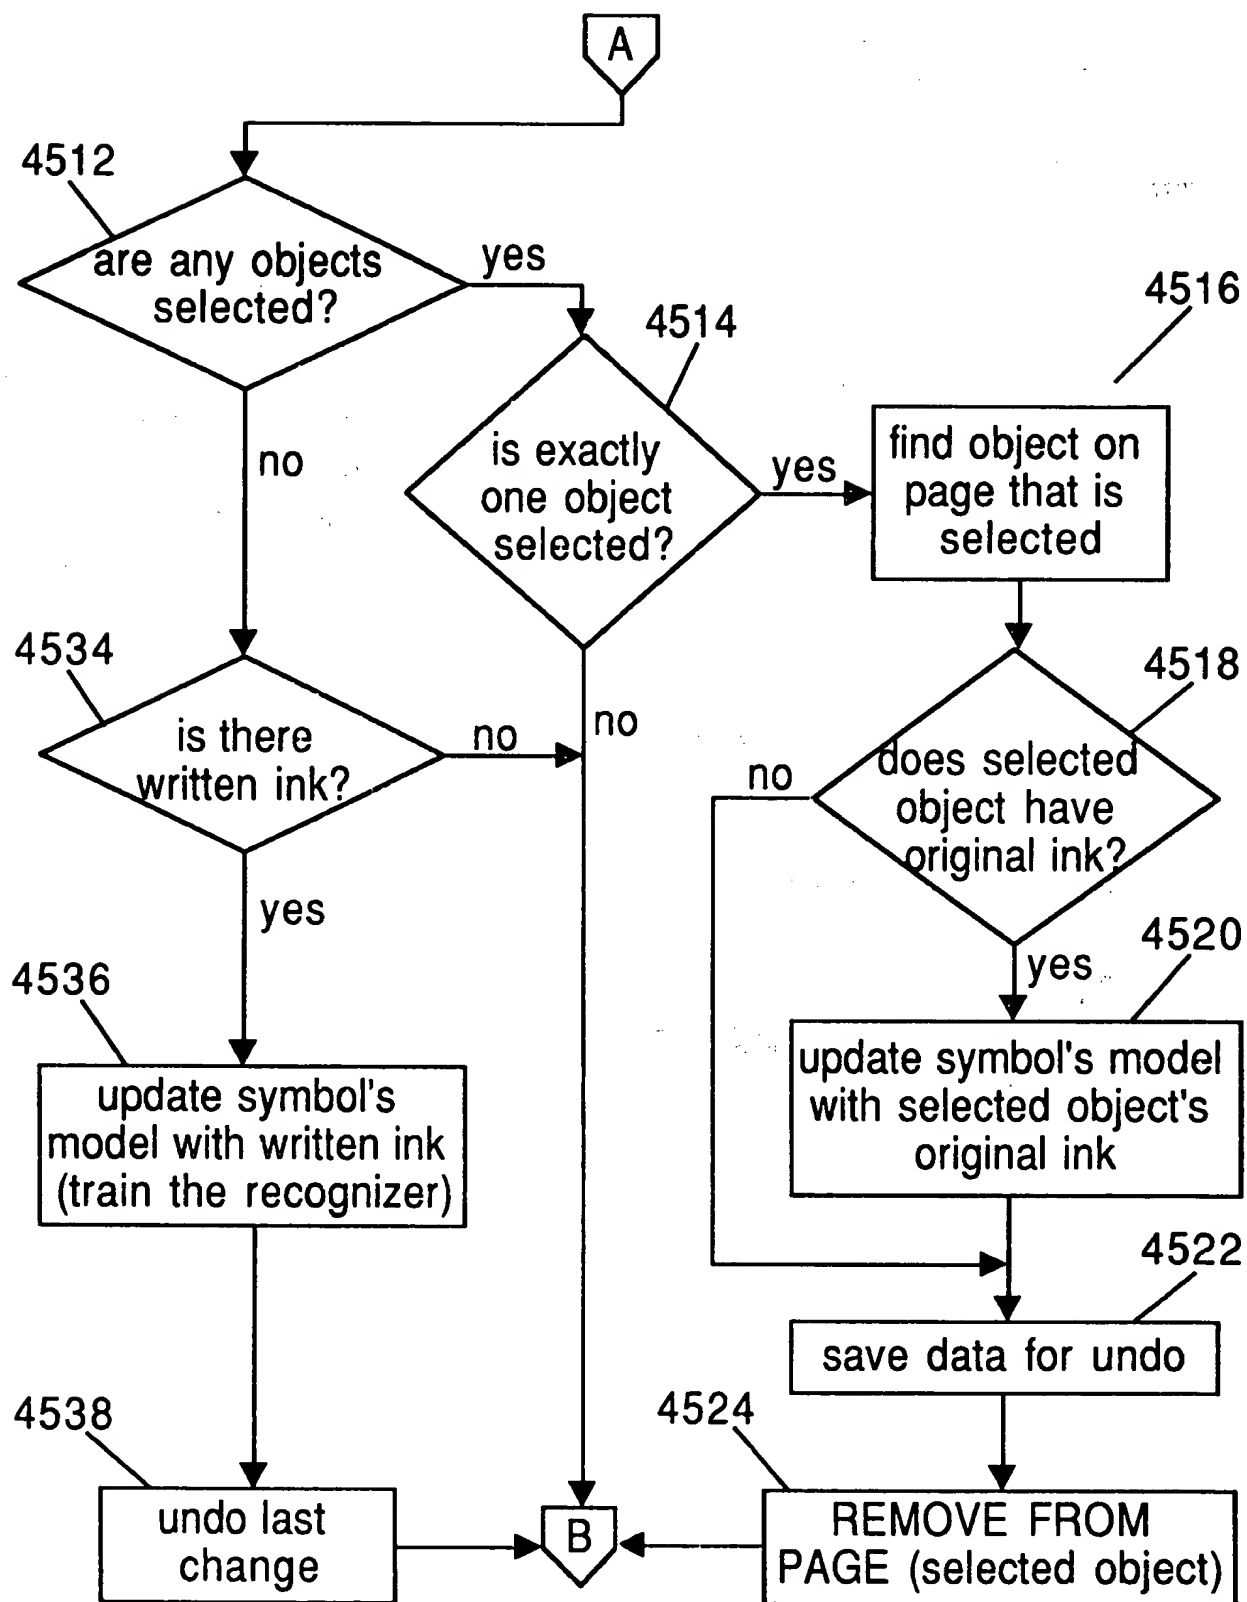 A
4512
are any objects
selected?
yes
no
4514
is exactly
one object
selected?
yes
no
4516
find object on
page that is
selected
4534
is there
written ink?
no
yes
4518
does selected
object have
original ink?
no
yes
4536
update symbol's
model with written ink
(train the recognizer)
4520
update symbol's model
with selected object's
original ink
4522
save data for undo
4538
undo last
change
B
4524
REMOVE FROM
PAGE (selected object)